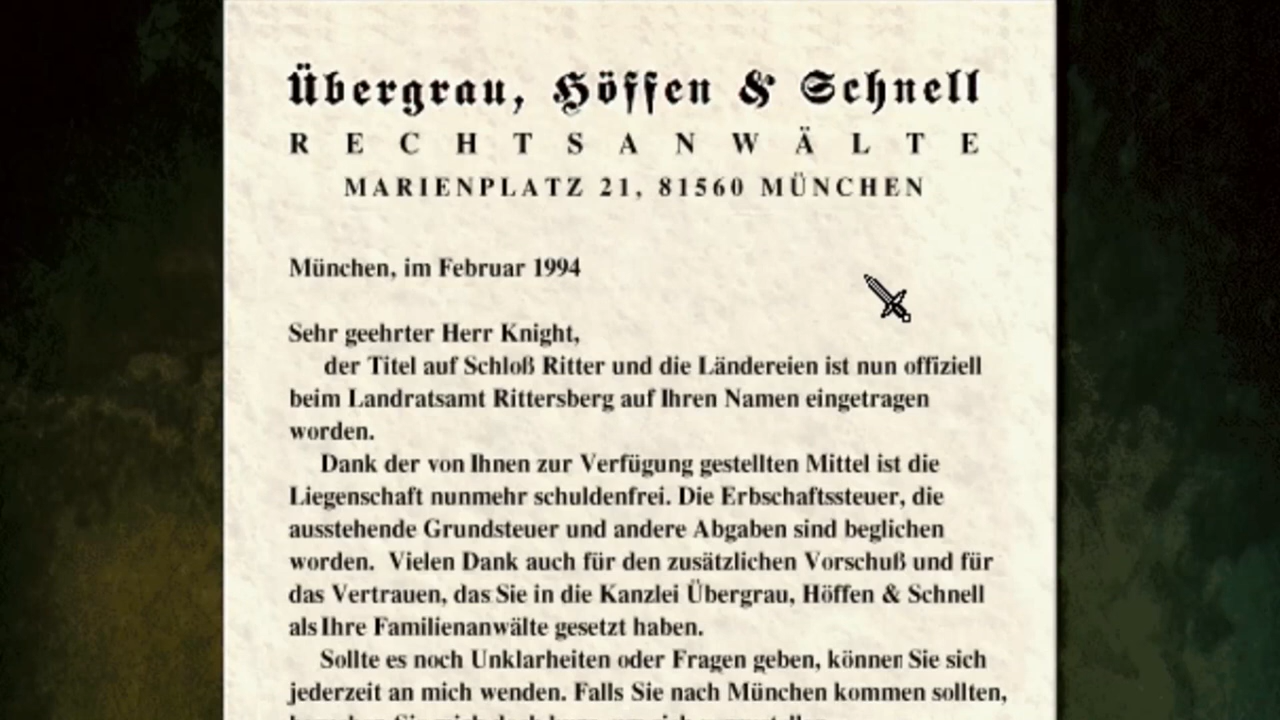 Übergrau, Höffen & Schnell
RECHTSANWÄLTE
MARIENPLATZ 21, 81560 MÜNCHEN
München, im Februar 1994
Sehr geehrter Herr Knight,
der Titel auf Schloß Ritter und die Ländereien ist nun offiziell
beim Landratsamt Rittersberg auf Ihren Namen eingetragen
worden.
Dank der von Ihnen zur Verfügung gestellten Mittel ist die
Liegenschaft nunmehr schuldenfrei. Die Erbschaftssteuer, die
ausstehende Grundsteuer und andere Abgaben sind beglichen
worden. Vielen Dank auch für den zusätzlichen Vorschuß und für
das Vertrauen, das Sie in die Kanzlei Übergrau, Höffen & Schnell
als Ihre Familienanwälte gesetzt haben.
Sollte es noch Unklarheiten oder Fragen geben, können Sie sich
jederzeit an mich wenden. Falls Sie nach München kommen sollten,